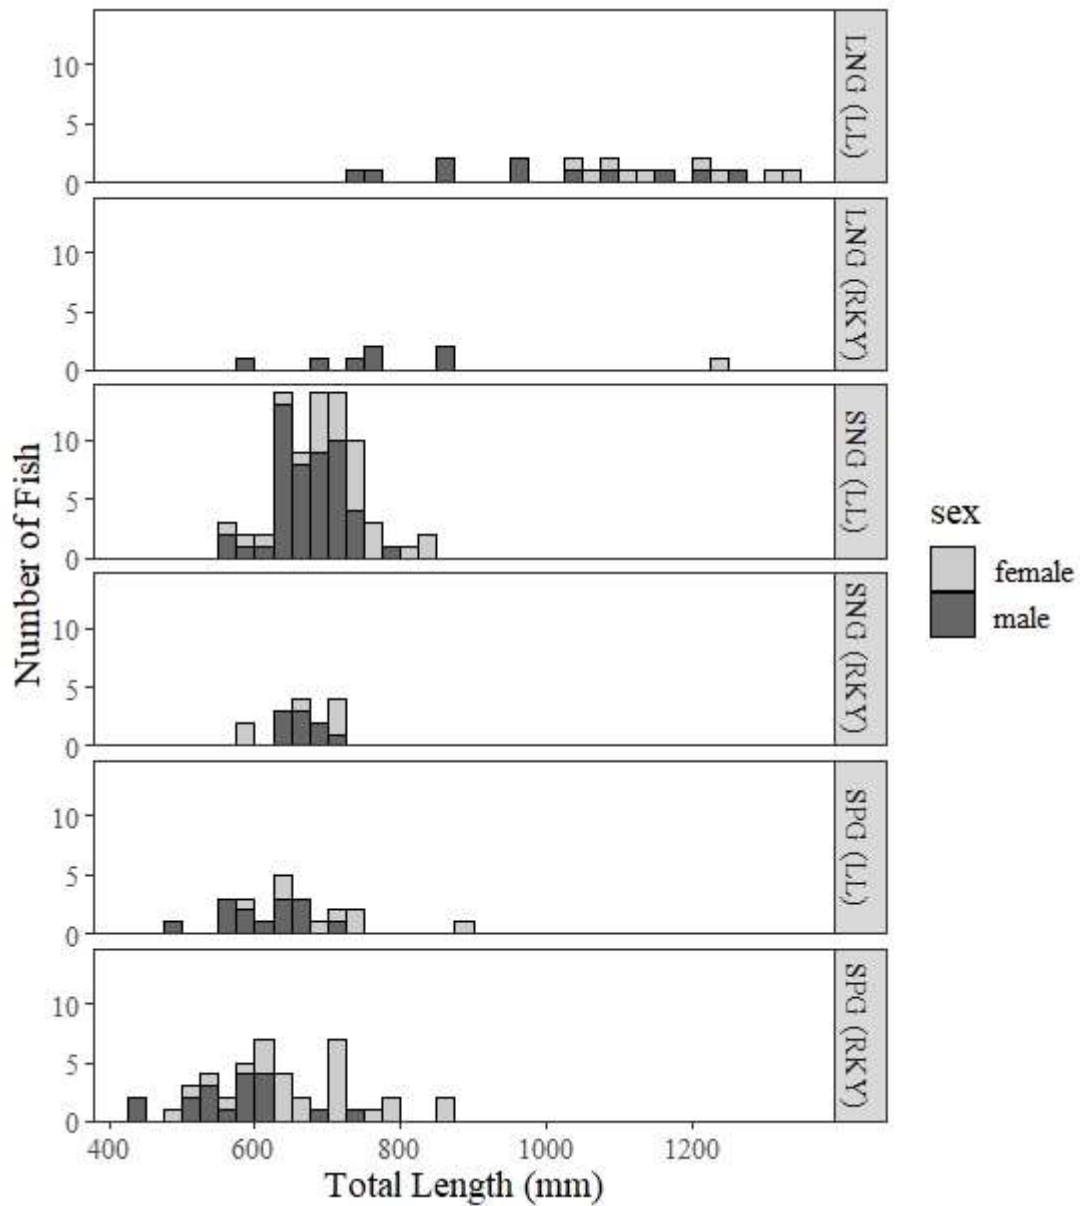 10
5
0
LNG (LL)
10
5
0
LNG (RKY)
10
5
0
SNG (LL)
10
5
0
SNG (RKY)
10
5
0
SPG (LL)
10
5
0
SPG (RKY)
Number of Fish
400 600 800 1000 1200
Total Length (mm)
sex
female
male